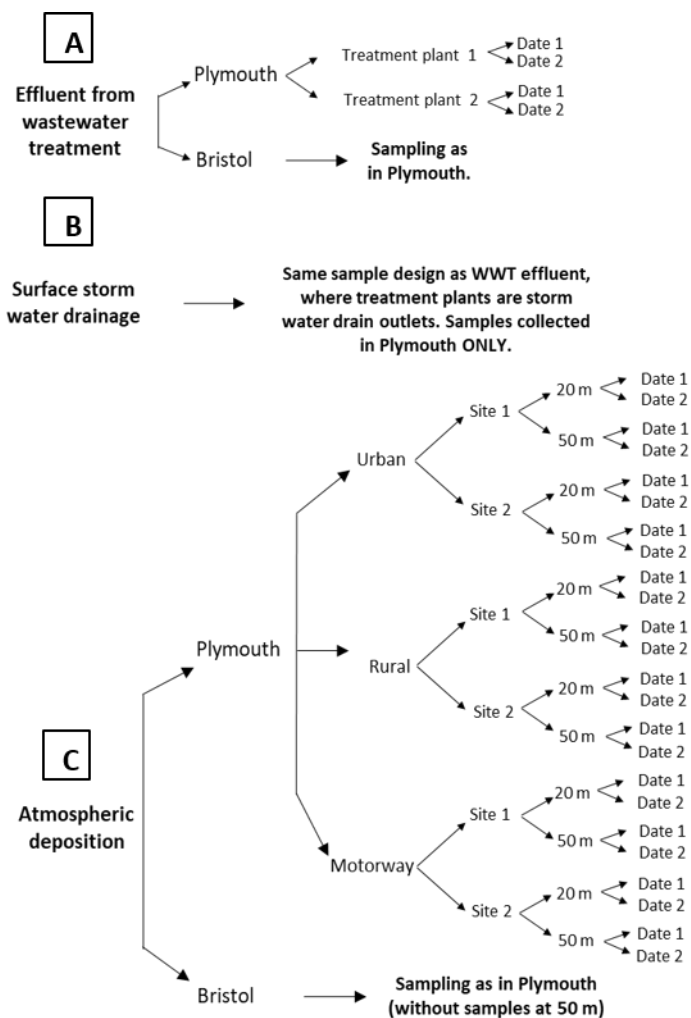 A
Effluent from
wastewater
treatment
Plymouth
Treatment plant 1
Date 1
Date 2
Treatment plant 2
Date 1
Date 2
Bristol
Sampling as
in Plymouth.
B
Surface storm
water drainage
Same sample design as WWT effluent,
where treatment plants are storm
water drain outlets. Samples collected
in Plymouth ONLY.
C
Atmospheric
deposition
Plymouth
Urban
Site 1
20 m
Date 1
Date 2
50 m
Date 1
Date 2
Site 2
20 m
Date 1
Date 2
50 m
Date 1
Date 2
Rural
Site 1
20 m
Date 1
Date 2
50 m
Date 1
Date 2
Site 2
20 m
Date 1
Date 2
50 m
Date 1
Date 2
Motorway
Site 1
20 m
Date 1
Date 2
50 m
Date 1
Date 2
Site 2
20 m
Date 1
Date 2
50 m
Date 1
Date 2
Bristol
Sampling as in Plymouth
(without samples at 50 m)